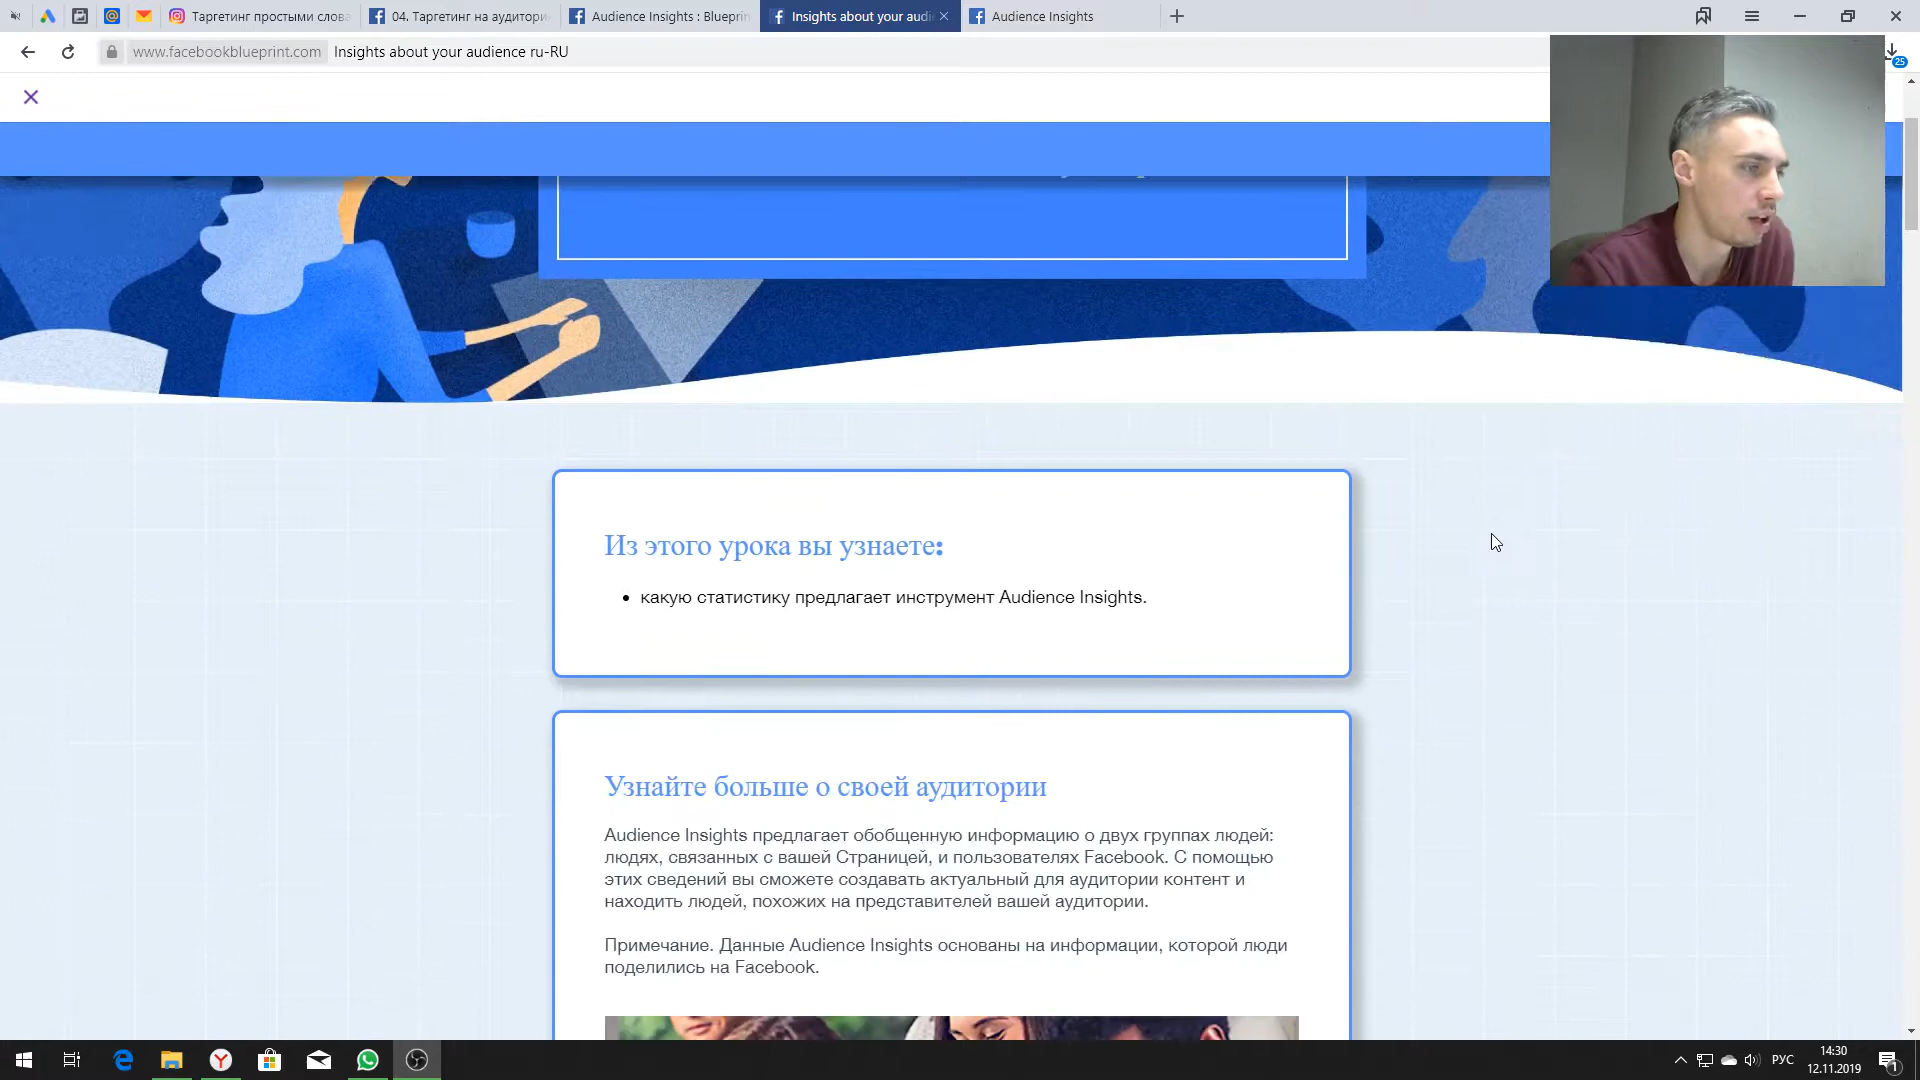 Таргетинг простыми слова
04. Таргетинг на аудитори
Audience Insights : Blueprin
Insights about your audi
Audience Insights
www.facebookblueprint.com Insights about your audience ru-RU
25
Из этого урока вы узнаете:
какую статистику предлагает инструмент Audience Insights.
Узнайте больше о своей аудитории
Audience Insights предлагает обобщенную информацию о двух группах людей:
людях, связанных с вашей Страницей, и пользователях Facebook. С помощью
этих сведений вы сможете создавать актуальный для аудитории контент и
находить людей, похожих на представителей вашей аудитории.
Примечание. Данные Audience Insights основаны на информации, которой люди
поделились на Facebook.
РУС
14:30
12.11.2019
1